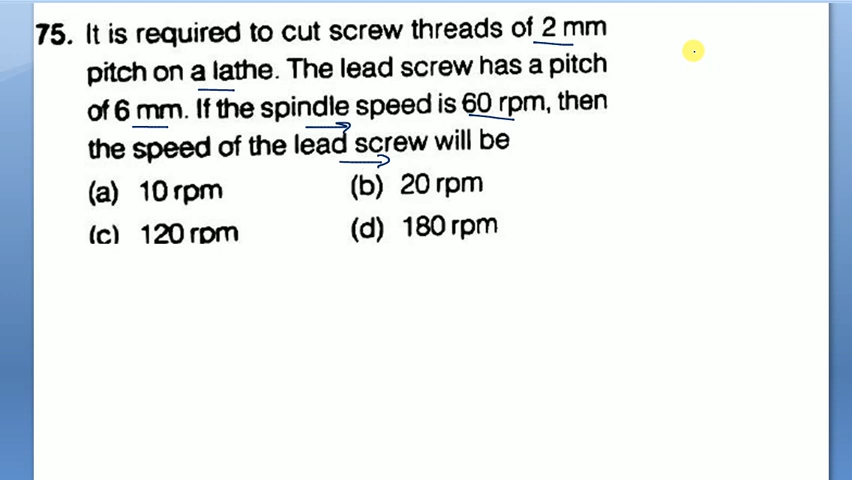 75. It is required to cut screw threads of 2 mm
pitch on a lathe. The lead screw has a pitch
of 6 mm. If the spindle speed is 60 rpm, then
the speed of the lead screw will be
(a) 10 rpm (b) 20 rpm
(c) 120 rpm (d) 180 rpm